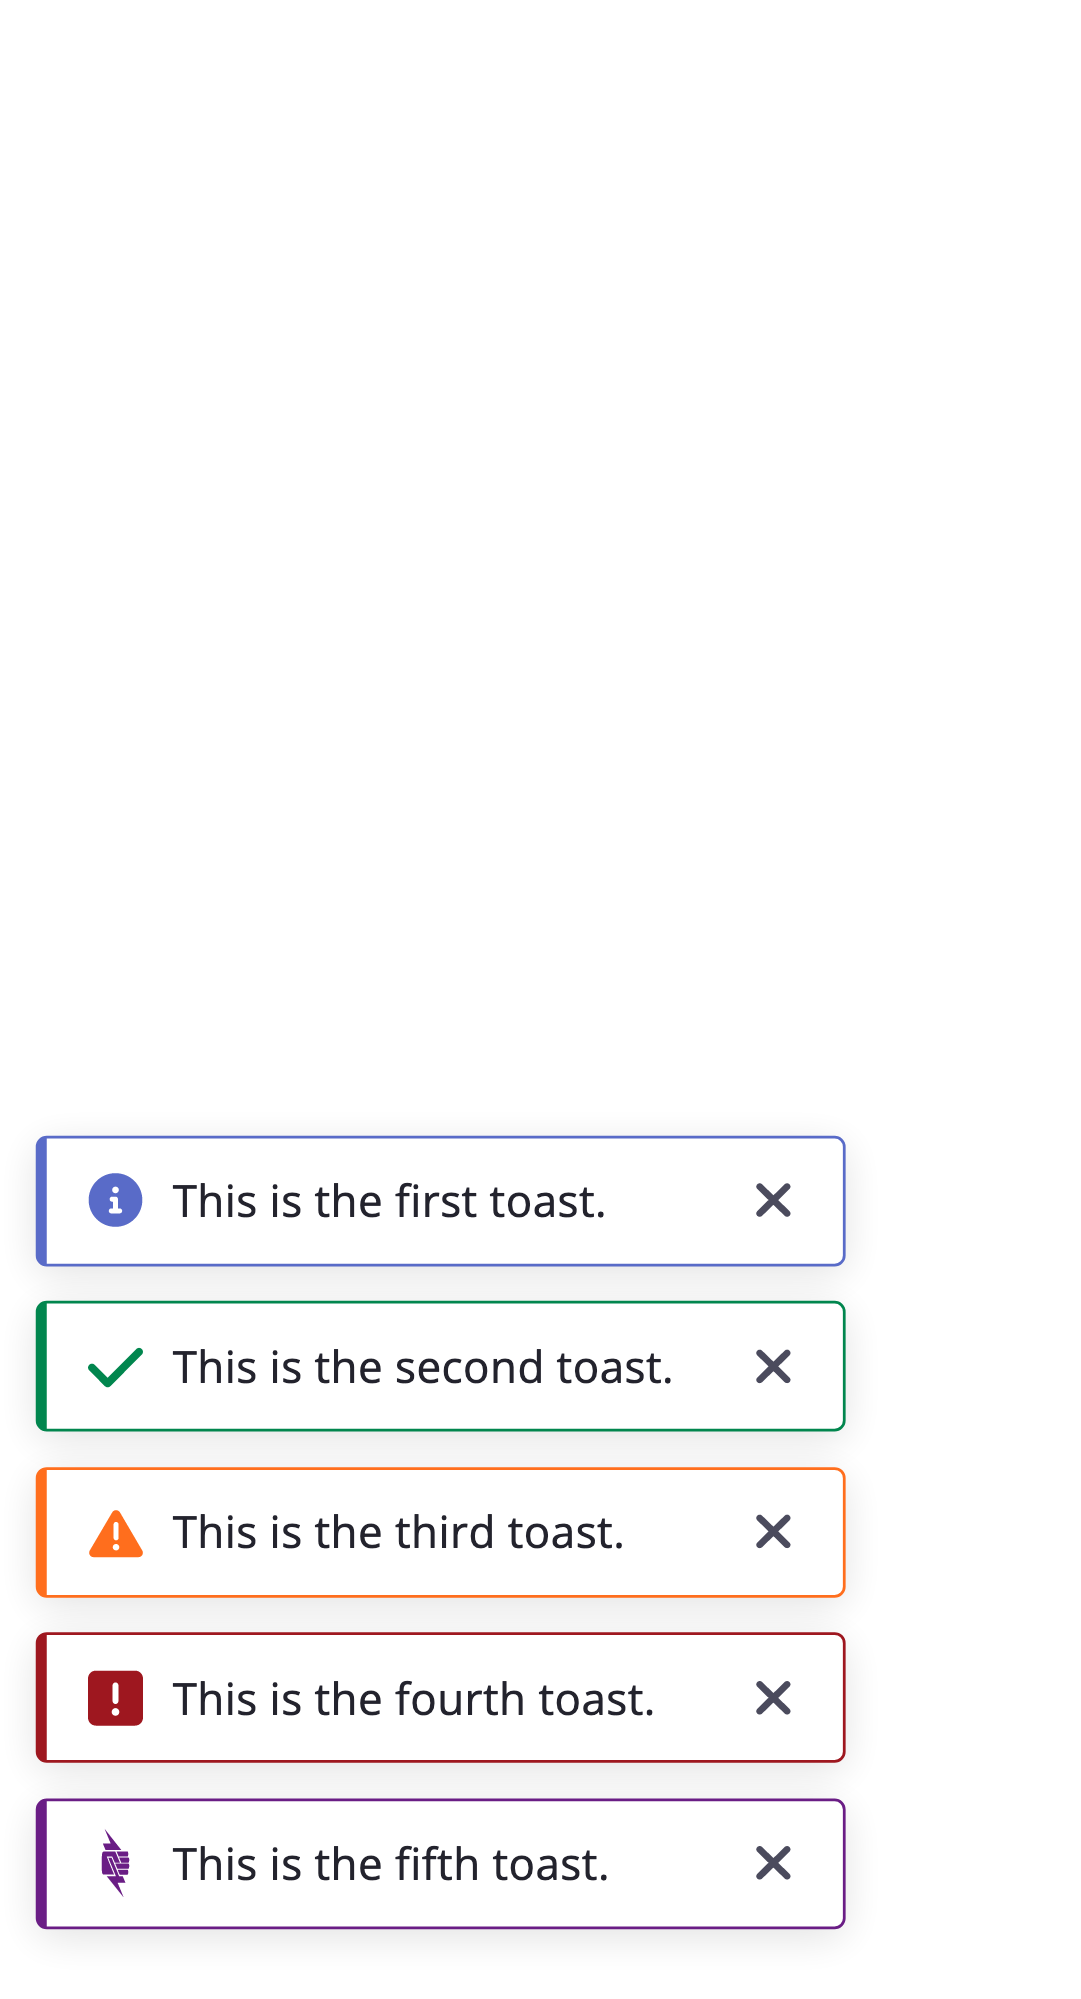 This is the first toast.
This is the second toast.
This is the third toast.
This is the fourth toast.
This is the fifth toast.